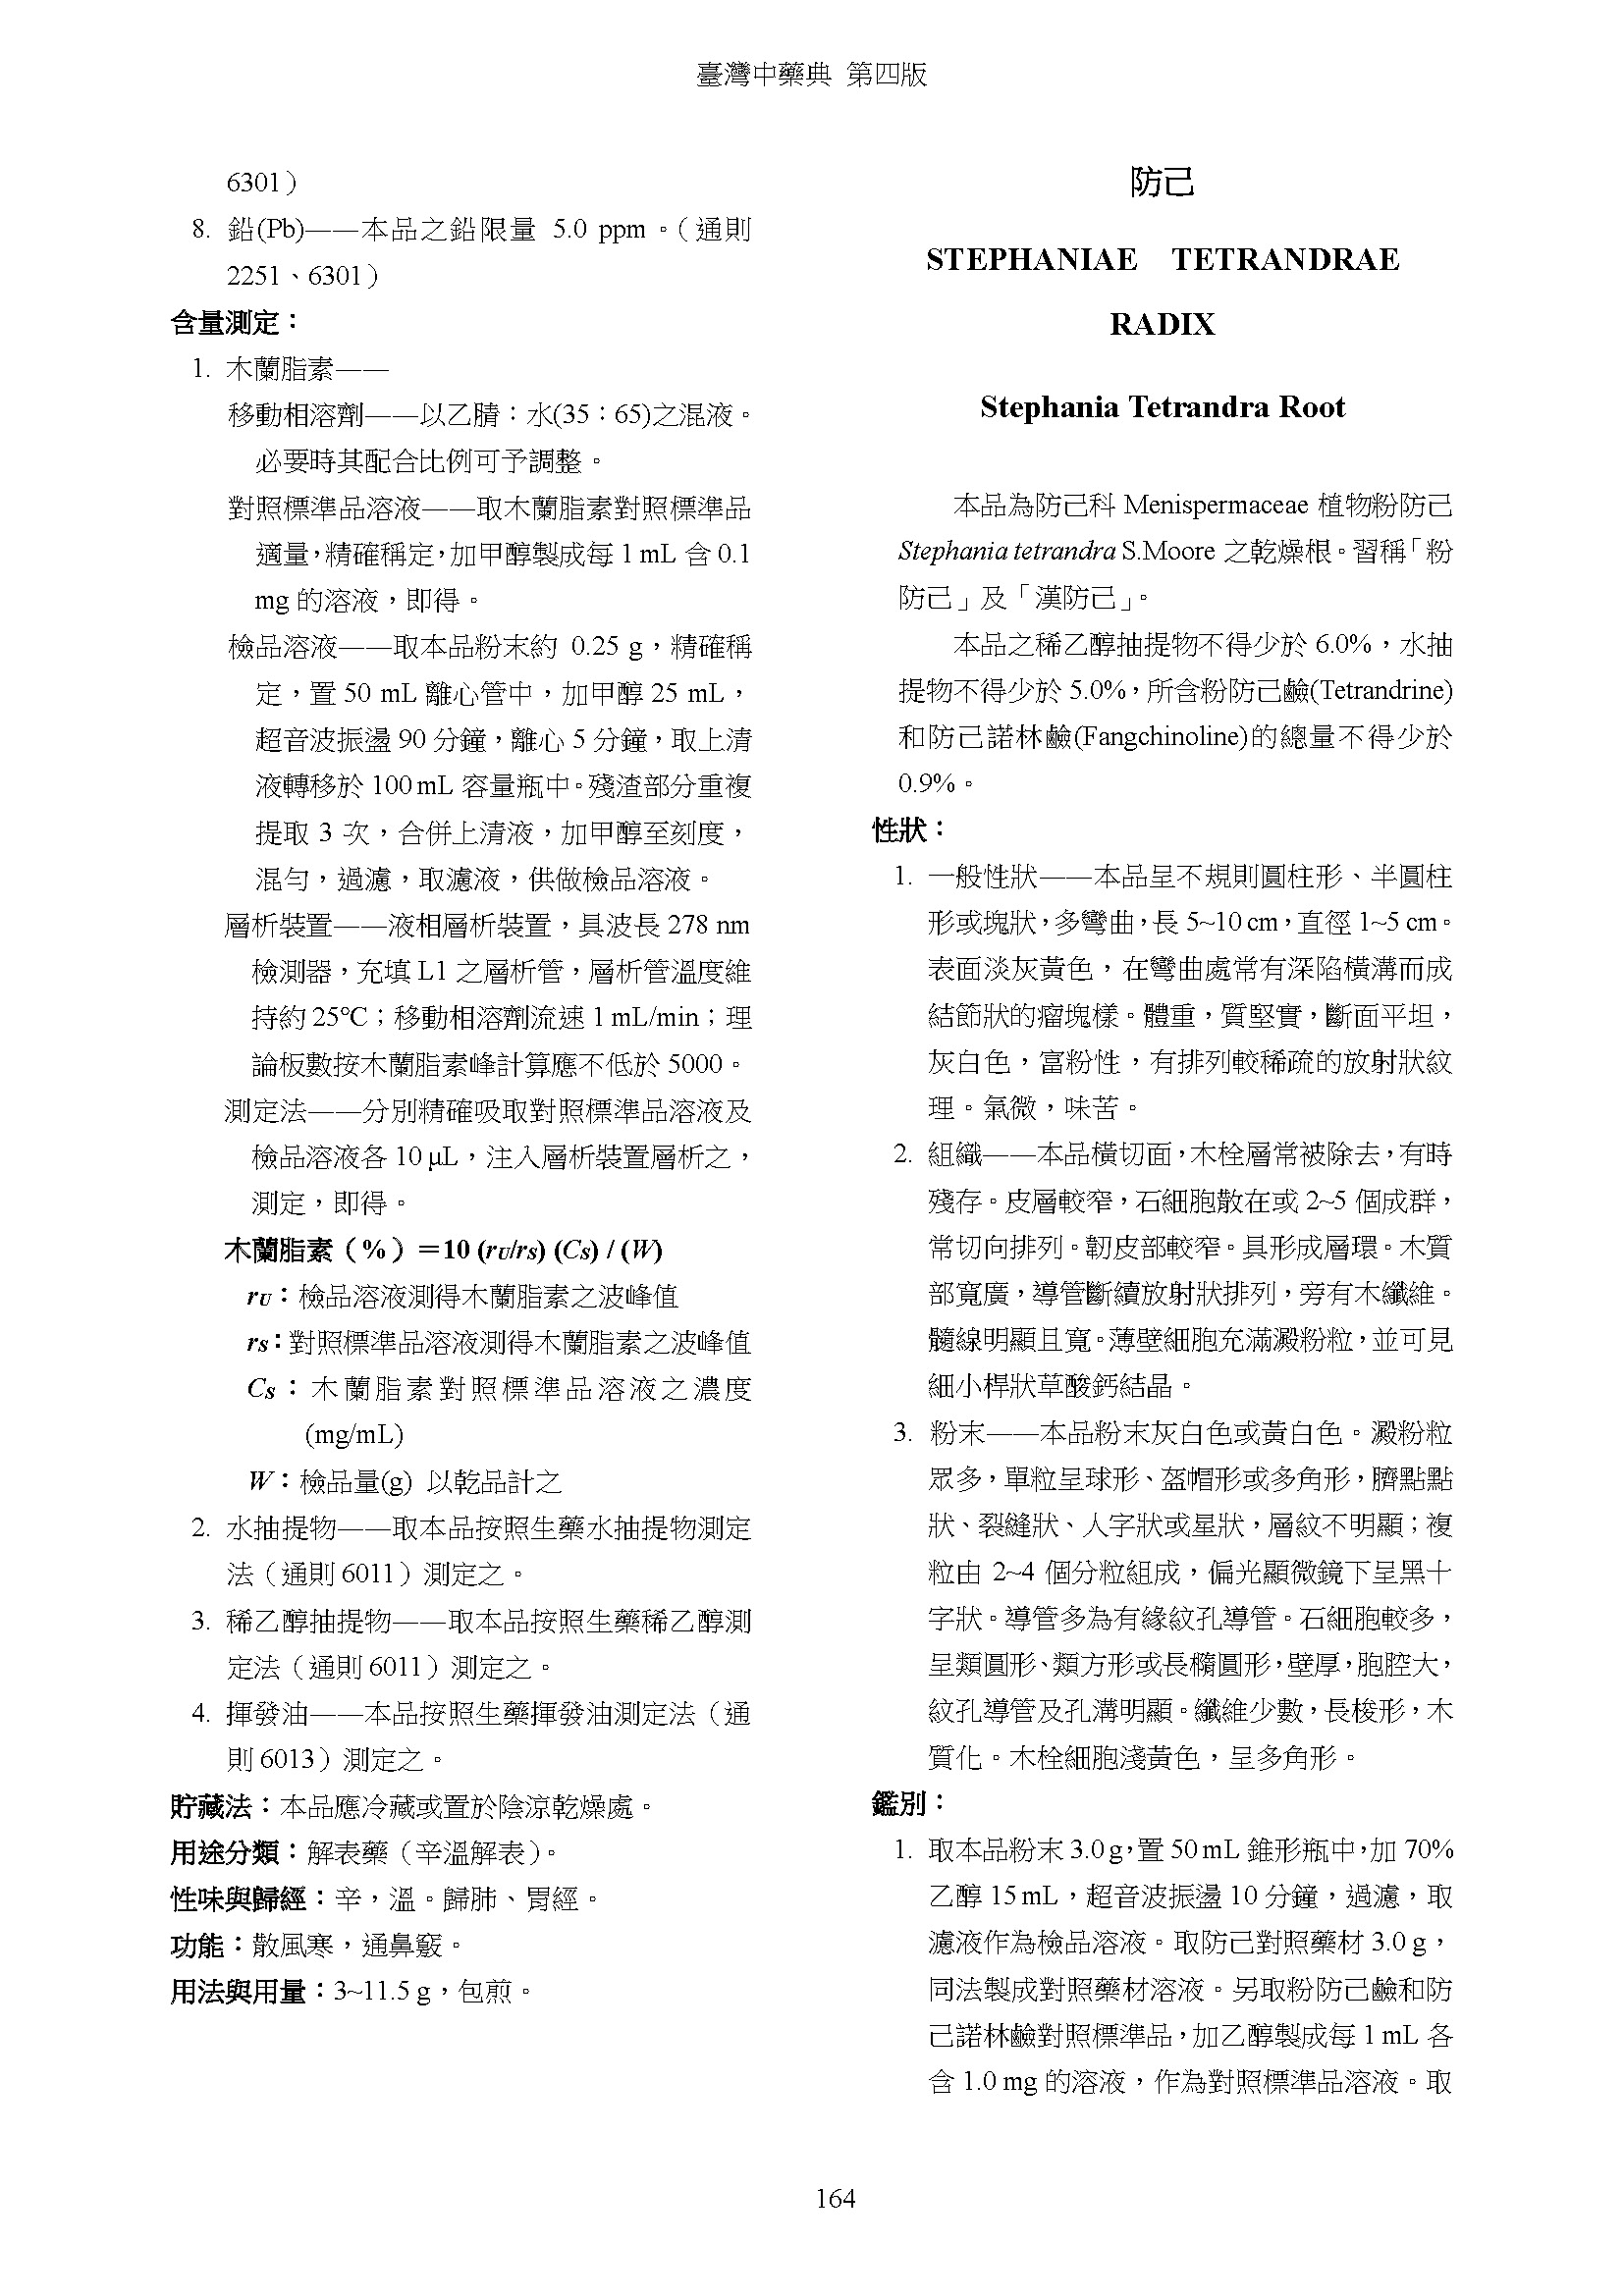 臺灣中藥典 第四版
6301）
8. 鉛(Pb)——本品之鉛限量 5.0 ppm。（通則
2251、6301）
含量測定：
1. 木蘭脂素——
移動相溶劑——以乙腈：水(35：65)之混液。
必要時其配合比例可予調整。
對照標準品溶液——取木蘭脂素對照標準品
適量，精確稱定，加甲醇製成每 1 mL 含 0.1
mg 的溶液，即得。
檢品溶液——取本品粉末約 0.25 g，精確稱
定，置 50 mL 離心管中，加甲醇 25 mL，
超音波振盪 90 分鐘，離心 5 分鐘，取上清
液轉移於 100 mL 容量瓶中。殘渣部分重複
提取 3 次，合併上清液，加甲醇至刻度，
混勻，過濾，取濾液，供做檢品溶液。
層析裝置——液相層析裝置，具波長 278 nm
檢測器，充填 L1 之層析管，層析管溫度維
持約 25°C；移動相溶劑流速 1 mL/min；理
論板數按木蘭脂素峰計算應不低於 5000。
測定法——分別精確吸取對照標準品溶液及
檢品溶液各 10 μL，注入層析裝置層析之，
測定，即得。
木蘭脂素（%）＝10 (rU/rS) (CS) / (W)
rU：檢品溶液測得木蘭脂素之波峰值
rS：對照標準品溶液測得木蘭脂素之波峰值
CS：木蘭脂素對照標準品溶液之濃度
(mg/mL)
W：檢品量(g) 以乾品計之
2. 水抽提物——取本品按照生藥水抽提物測定
法（通則 6011）測定之。
3. 稀乙醇抽提物——取本品按照生藥稀乙醇測
定法（通則 6011）測定之。
4. 揮發油——本品按照生藥揮發油測定法（通
則 6013）測定之。
貯藏法：本品應冷藏或置於陰涼乾燥處。
用途分類：解表藥（辛溫解表）。
性味與歸經：辛，溫。歸肺、胃經。
功能：散風寒，通鼻竅。
用法與用量：3~11.5 g，包煎。
防己
STEPHANIAE TETRANDRAE
RADIX
Stephania Tetrandra Root
本品為防己科 Menispermaceae 植物粉防己
Stephania tetrandra S.Moore 之乾燥根。習稱「粉
防己」及「漢防己」。
本品之稀乙醇抽提物不得少於 6.0%，水抽
提物不得少於 5.0%，所含粉防己鹼(Tetrandrine)
和防己諾林鹼(Fangchinoline)的總量不得少於
0.9%。
性狀：
1. 一般性狀——本品呈不規則圓柱形、半圓柱
形或塊狀，多彎曲，長 5~10 cm，直徑 1~5 cm。
表面淡灰黃色，在彎曲處常有深陷橫溝而成
結節狀的瘤塊樣。體重，質堅實，斷面平坦，
灰白色，富粉性，有排列較稀疏的放射狀紋
理。氣微，味苦。
2. 組織——本品橫切面，木栓層常被除去，有時
殘存。皮層較窄，石細胞散在或 2~5 個成群，
常切向排列。韌皮部較窄。具形成層環。木質
部寬廣，導管斷續放射狀排列，旁有木纖維。
髓線明顯且寬。薄壁細胞充滿澱粉粒，並可見
細小桿狀草酸鈣結晶。
3. 粉末——本品粉末灰白色或黃白色。澱粉粒
眾多，單粒呈球形、盔帽形或多角形，臍點點
狀、裂縫狀、人字狀或星狀，層紋不明顯；複
粒由 2~4 個分粒組成，偏光顯微鏡下呈黑十
字狀。導管多為有緣紋孔導管。石細胞較多，
呈類圓形、類方形或長橢圓形，壁厚，胞腔大，
紋孔導管及孔溝明顯。纖維少數，長梭形，木
質化。木栓細胞淺黃色，呈多角形。
鑑別：
1. 取本品粉末 3.0 g，置 50 mL 錐形瓶中，加 70%
乙醇 15 mL，超音波振盪 10 分鐘，過濾，取
濾液作為檢品溶液。取防己對照藥材 3.0 g，
同法製成對照藥材溶液。另取粉防己鹼和防
己諾林鹼對照標準品，加乙醇製成每 1 mL 各
含 1.0 mg 的溶液，作為對照標準品溶液。取
164